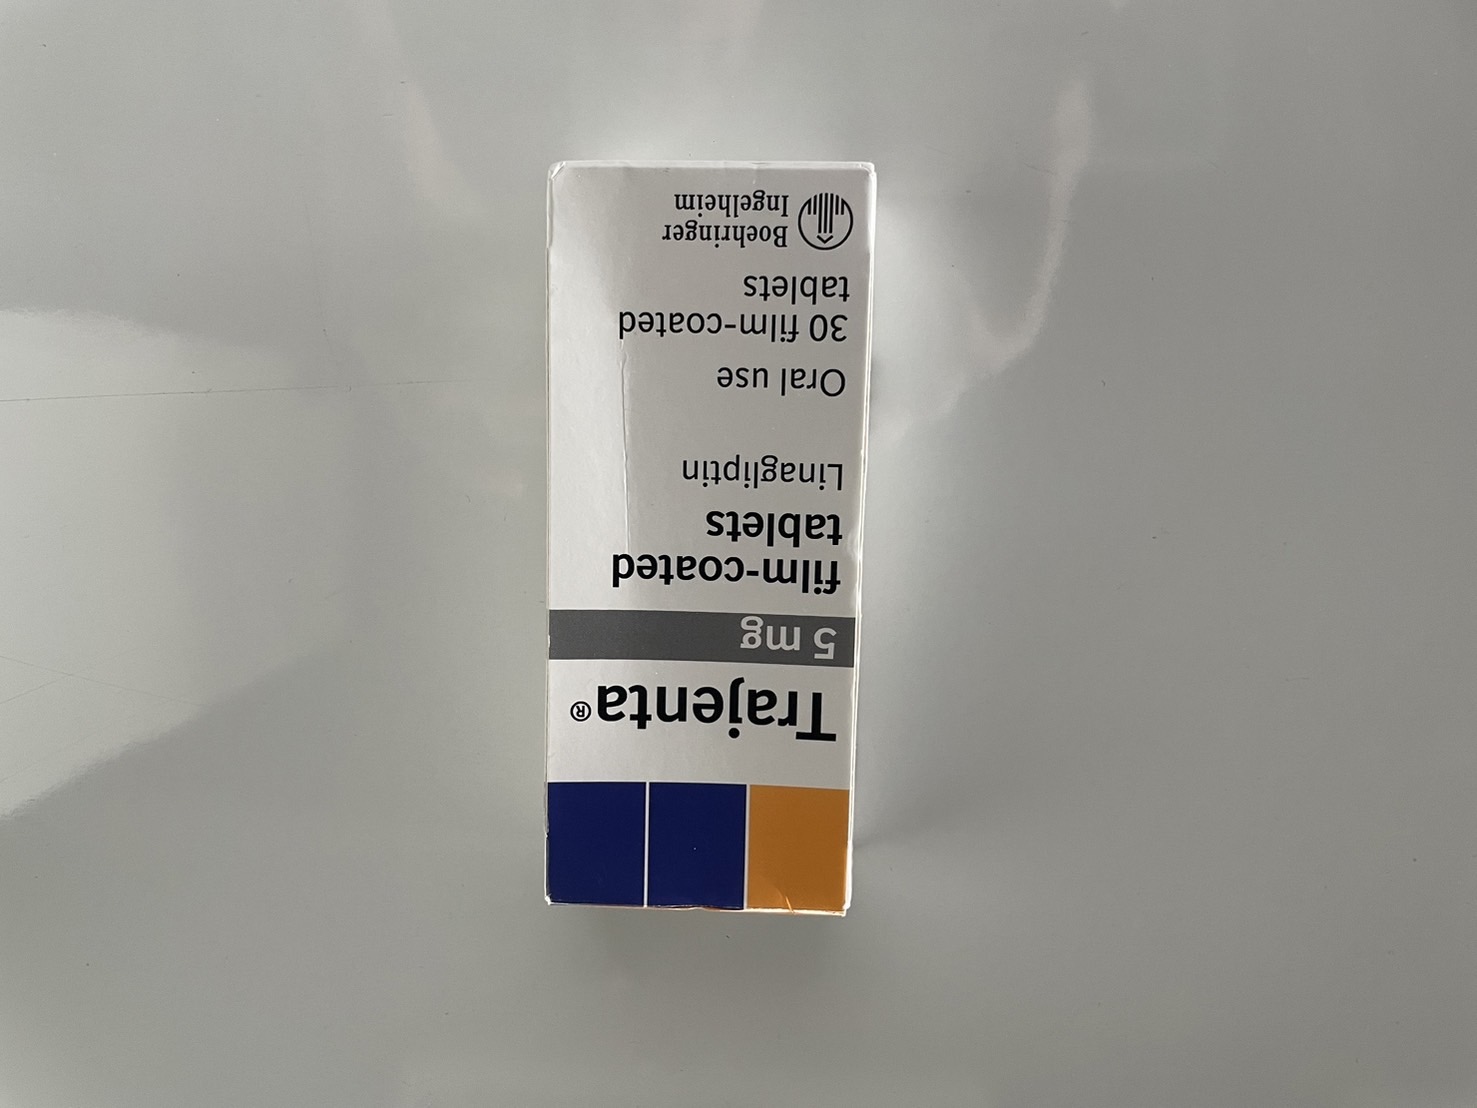 Trajenta®
5 mg
film-coated
tablets
Linagliptin
Oral use
30 film-coated
tablets
Boehringer
Ingelheim